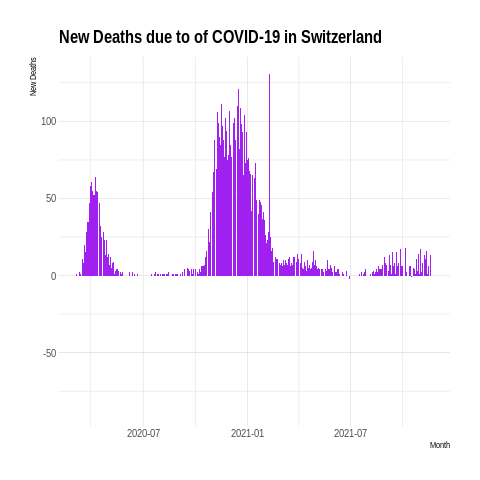 New Deaths due to of COVID-19 in Switzerland
New Deaths
100
50
0
-50
2020-07
2021-01
2021-07
Month